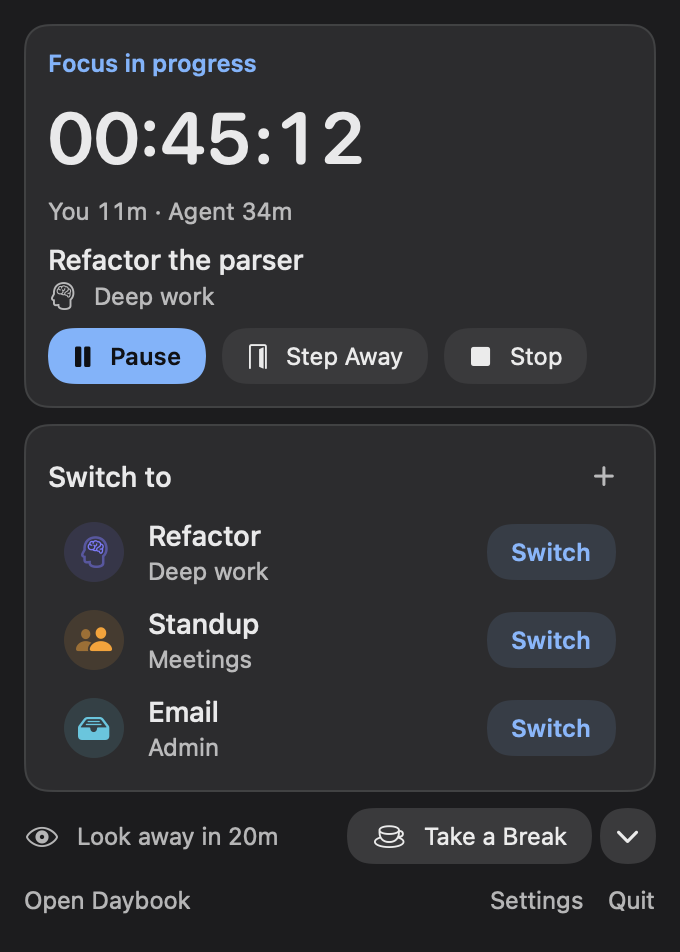 Focus in progress
00:45:12
You 11m · Agent 34m
Refactor the parser
Deep work
Pause
Step Away
Stop
Switch to
Refactor
Deep work
Switch
Standup
Meetings
Switch
Email
Admin
Switch
Look away in 20m
Take a Break
Open Daybook
Settings
Quit